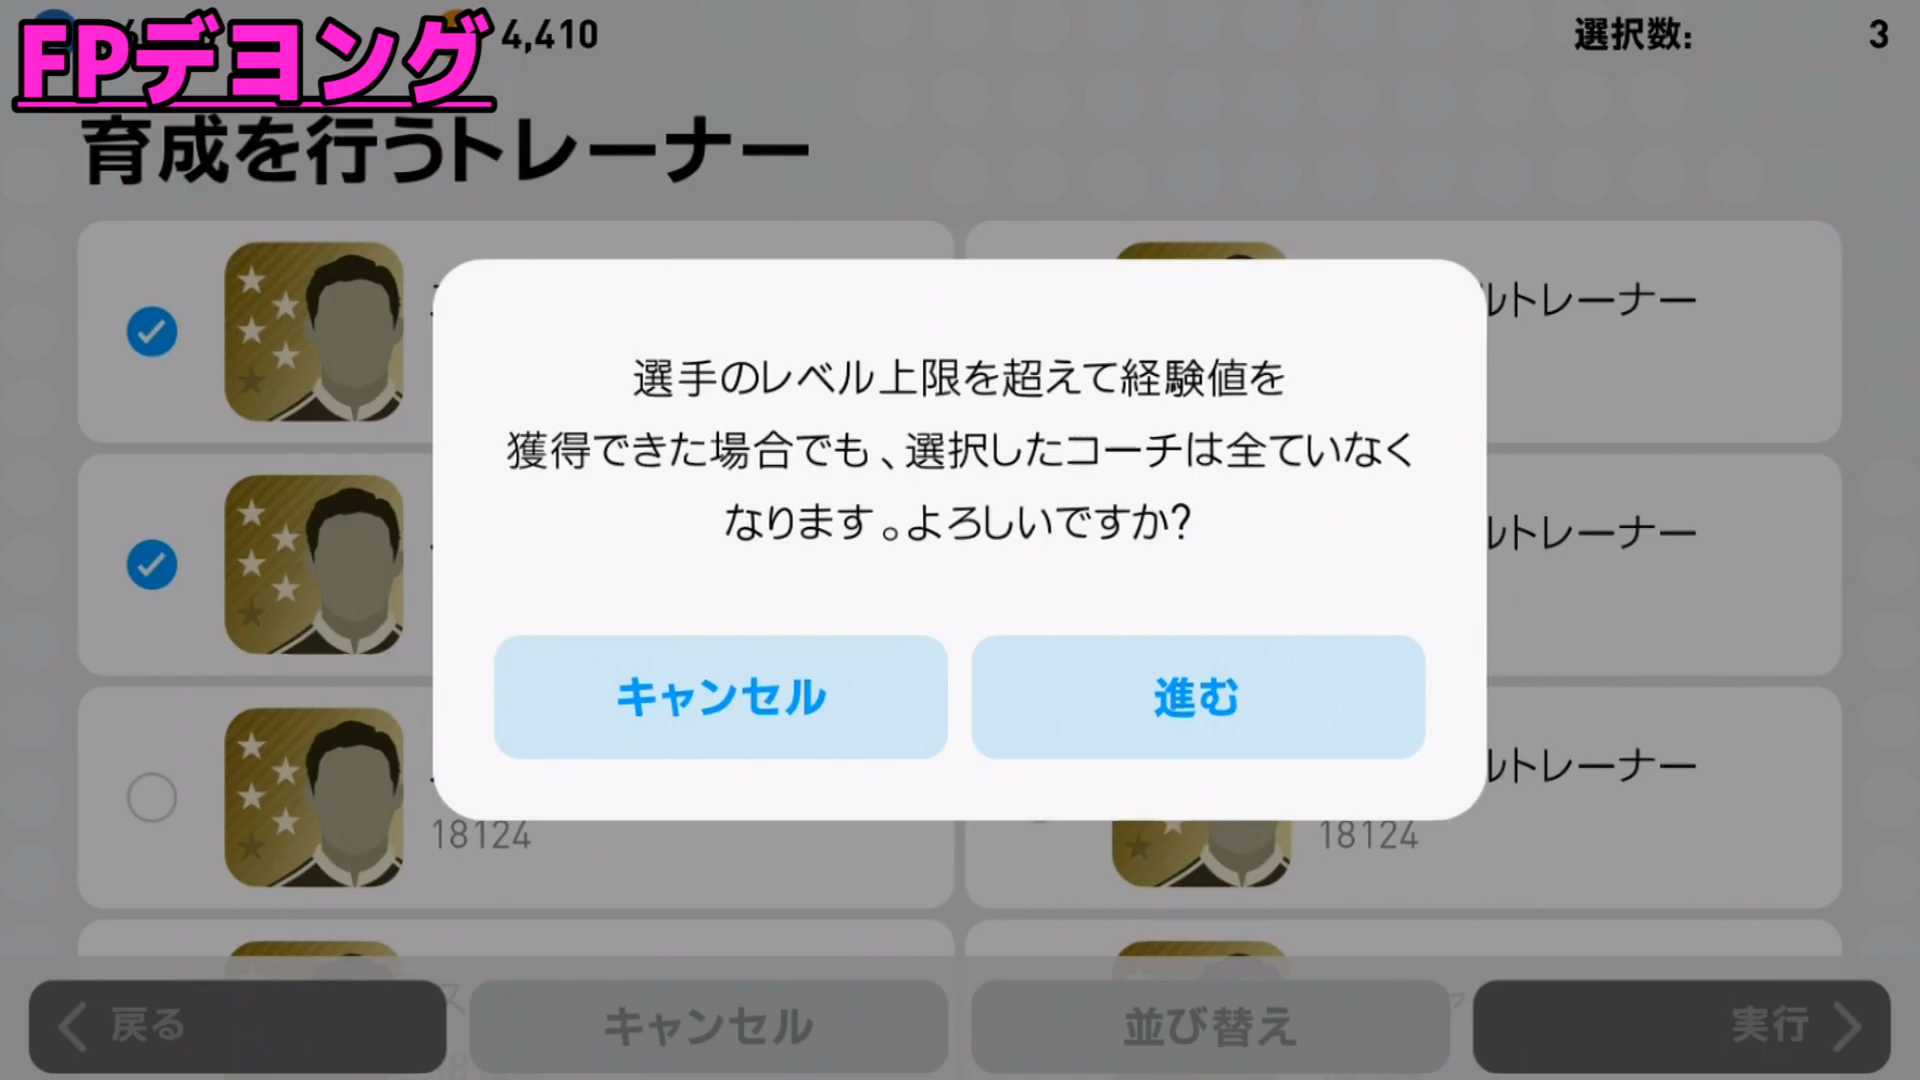 FPデヨング
4,410
選択数: 3
育成を行うトレーナー
ルトレーナー
選手のレベル上限を超えて経験値を
獲得できた場合でも、選択したコーチは全ていなく
なります。よろしいですか?
ルトレーナー
キャンセル
進む
ルトレーナー
18124
18124
戻る
キャンセル
並び替え
実行